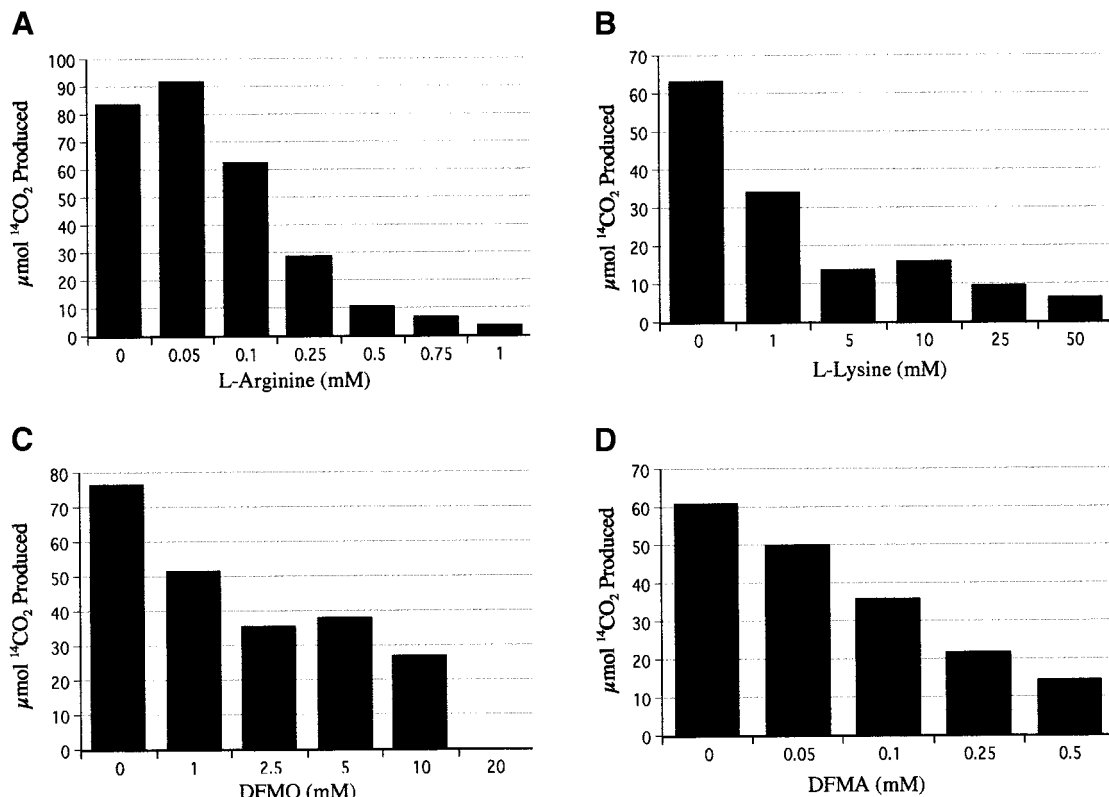 A
100
90
80
70
60
50
40
30
20
10
0
µmol ¹⁴CO₂ Produced
0 0.05 0.1 0.25 0.5 0.75 1
L-Arginine (mM)
B
70
60
50
40
30
20
10
0
µmol ¹⁴CO₂ Produced
0 1 5 10 25 50
L-Lysine (mM)
C
80
70
60
50
40
30
20
10
0
µmol ¹⁴CO₂ Produced
0 1 2.5 5 10 20
DFMO (mM)
D
70
60
50
40
30
20
10
0
µmol ¹⁴CO₂ Produced
0 0.05 0.1 0.25 0.5
DFMA (mM)